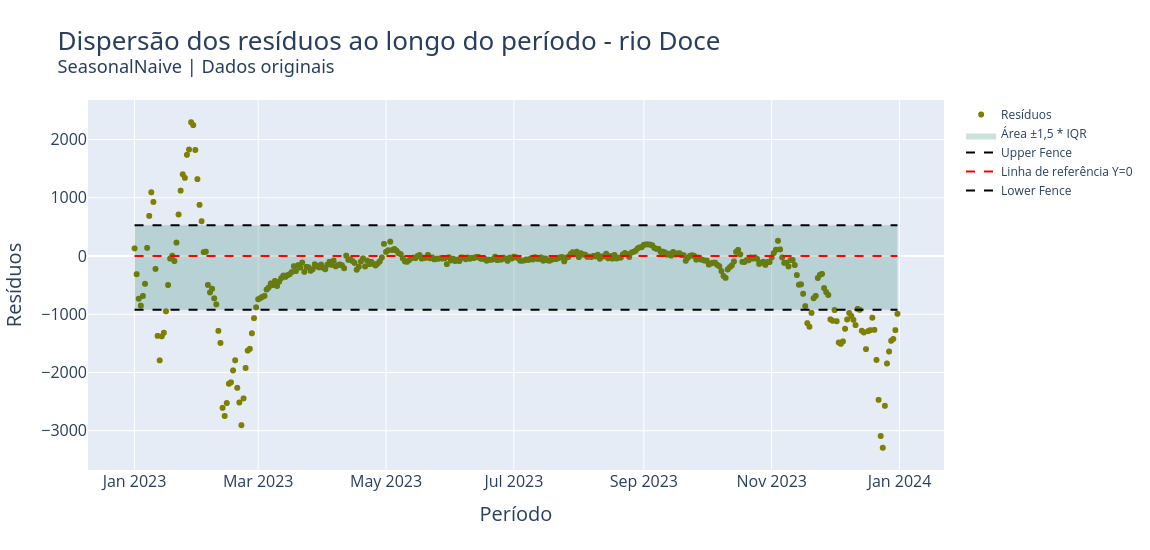 Dispersão dos resíduos ao longo do período - rio Doce
SeasonalNaive | Dados originais
Resíduos
2000
1000
0
−1000
−2000
−3000
Jan 2023
Mar 2023
May 2023
Jul 2023
Sep 2023
Nov 2023
Jan 2024
Período
Resíduos
Área ±1,5 * IQR
Upper Fence
Linha de referência Y=0
Lower Fence